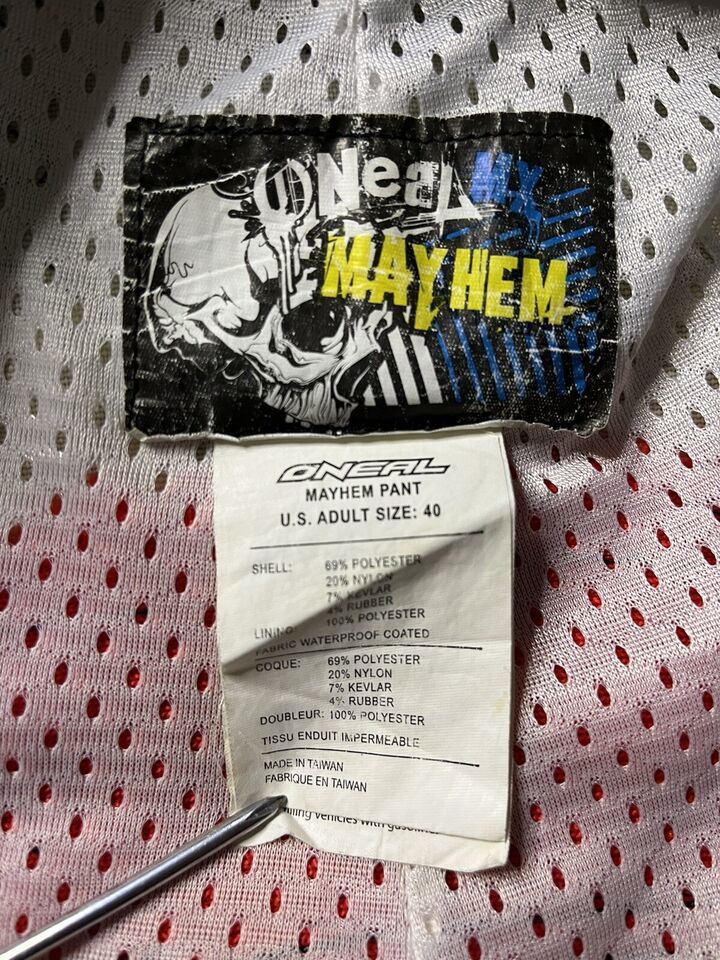 O'Neal MX
MAYHEM
ONEAL
MAYHEM PANT
U.S. ADULT SIZE: 40
SHELL: 69% POLYESTER
20% NYLON
7% KEVLAR
4% RUBBER
LINING: 100% POLYESTER
FABRIC WATERPROOF COATED
COQUE: 69% POLYESTER
20% NYLON
7% KEVLAR
4% RUBBER
DOUBLEUR: 100% POLYESTER
TISSU ENDUIT IMPERMEABLE
MADE IN TAIWAN
FABRIQUE EN TAIWAN
vehicles with